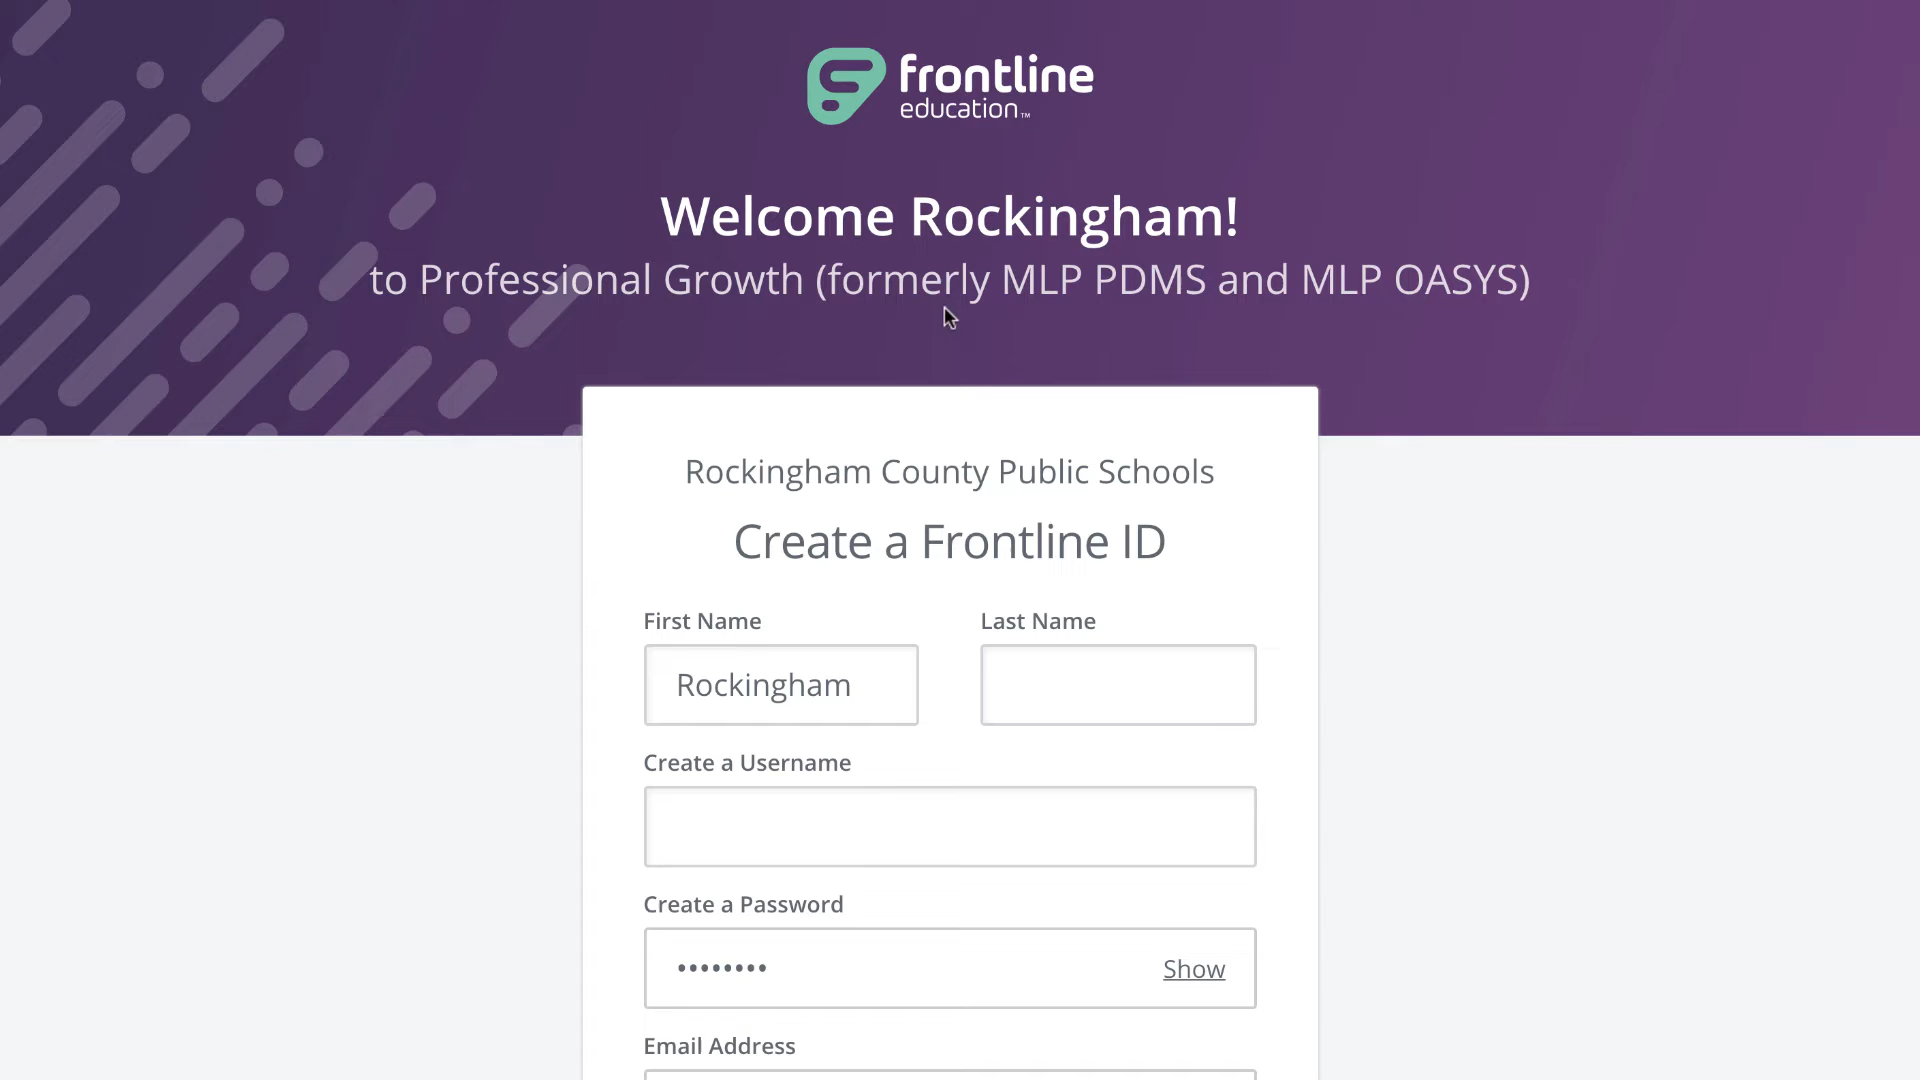 frontline
education™
Welcome Rockingham!
to Professional Growth (formerly MLP PDMS and MLP OASYS)
Rockingham County Public Schools
Create a Frontline ID
First Name
Last Name
Rockingham
Create a Username
Create a Password
••••••••
Show
Email Address